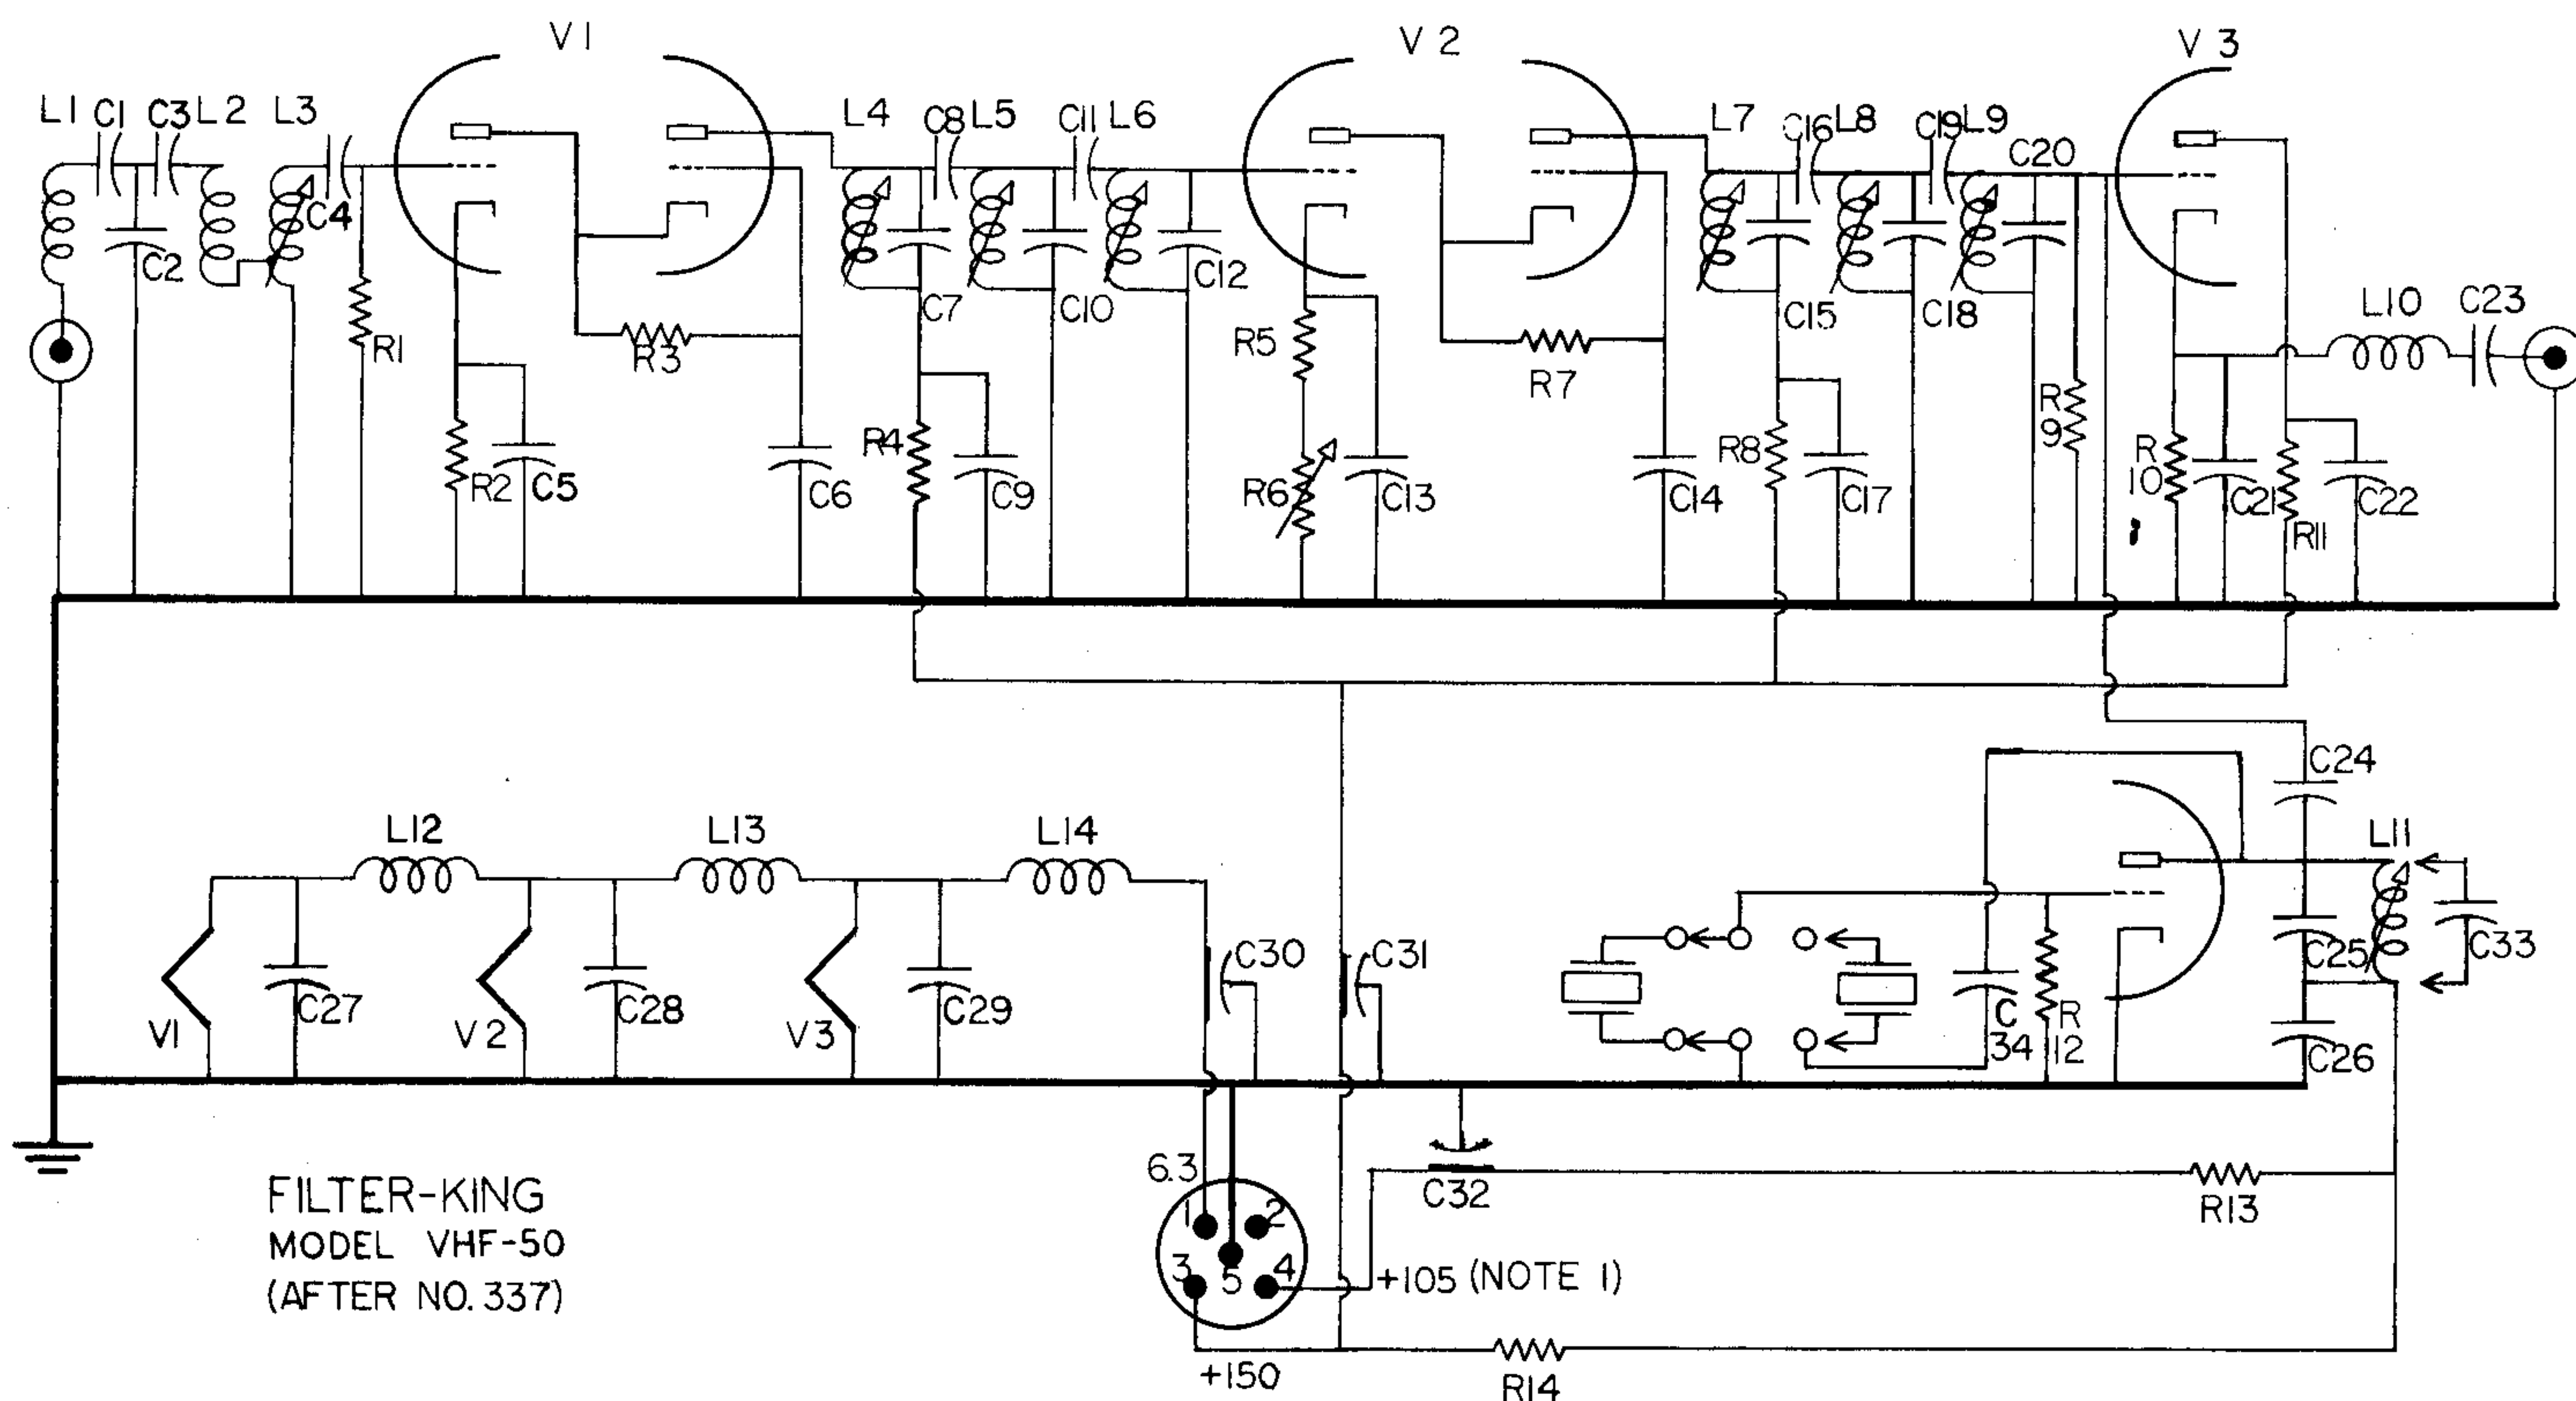 V1
V2
V3
L1 C1 C3 L2 L3
L4 C8 L5 C11 L6
L7 C16 L8 C19 L9 C20
C4
C2
C7 C10 C12
C15 C18
L10 C23
R1
R3
R5
R7
R
9
R4
R2 C5 C6 C9
R6 C13 C14
R8 C17
R
10
C21 R11 C22
C24
L12 L13 L14
L11
C30 C31
C25 C33
V1 C27 V2 C28 V3 C29
C
34
R
12
C26
6.3
1 2
3 5 4
C32
R13
+105 (NOTE 1)
+150
R14
FILTER-KING
MODEL VHF-50
(AFTER NO. 337)